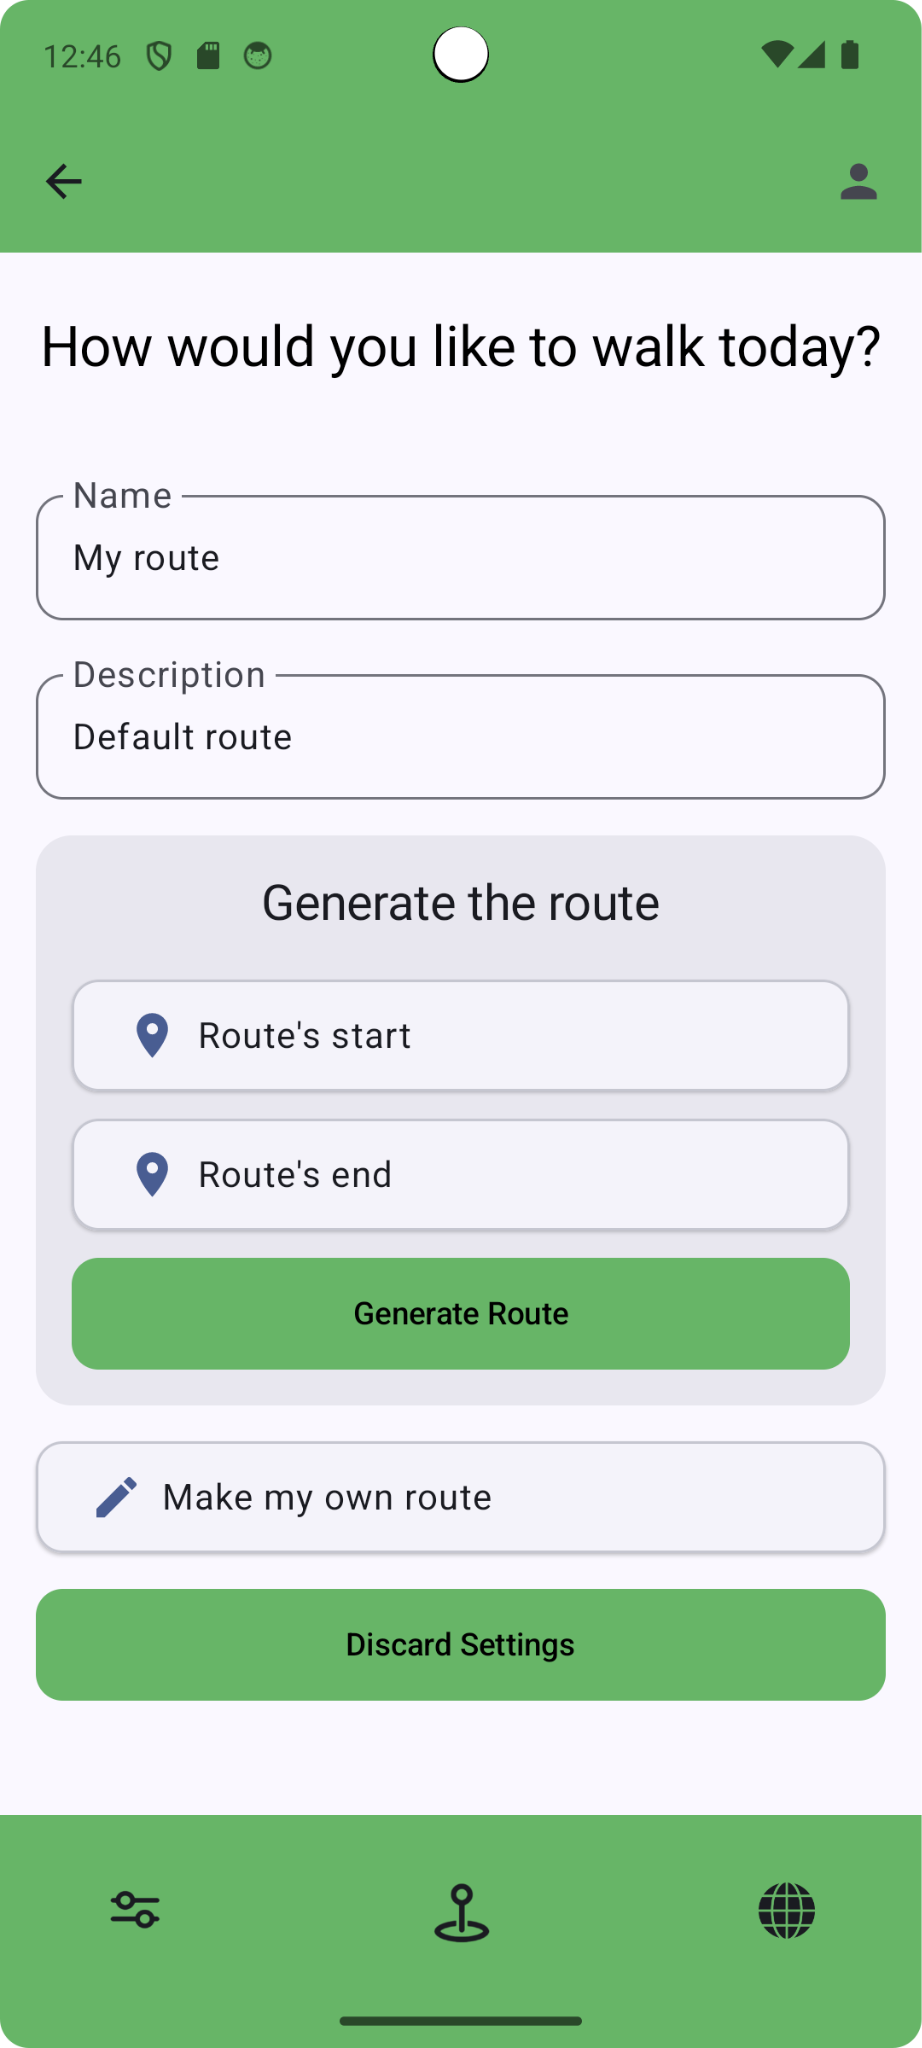 12:46
How would you like to walk today?
Name
My route
Description
Default route
Generate the route
Route's start
Route's end
Generate Route
Make my own route
Discard Settings